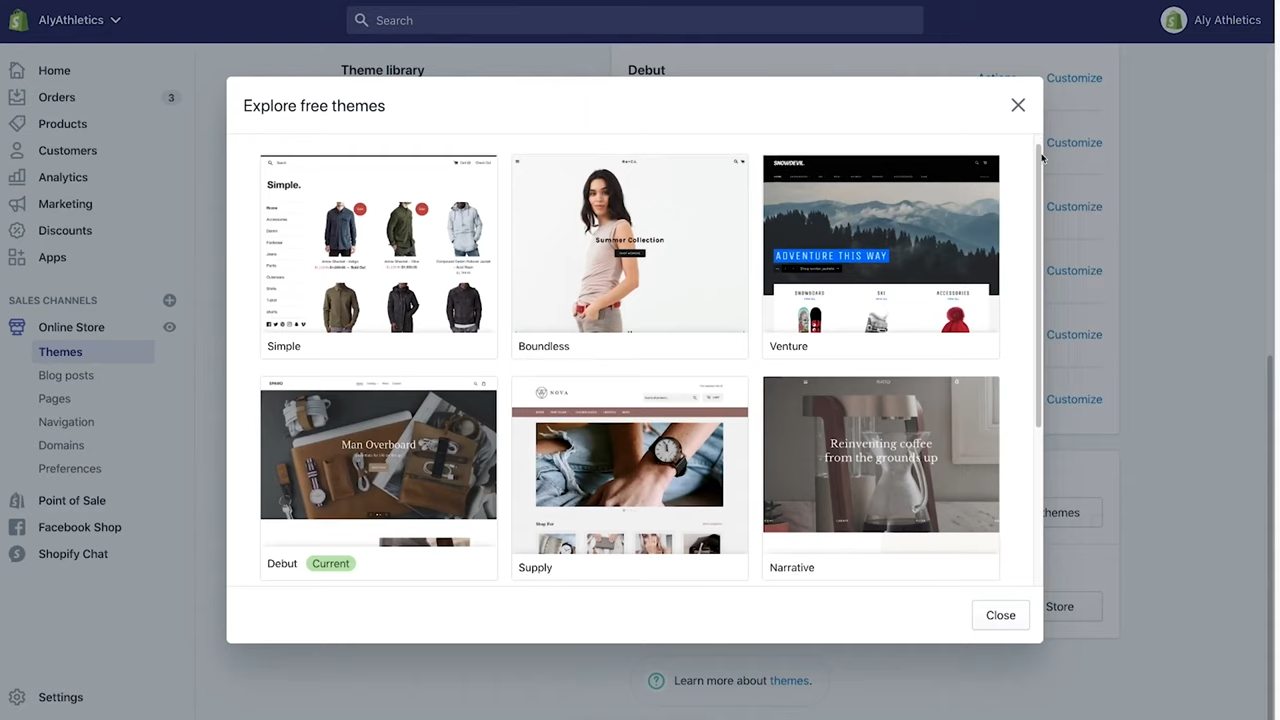 AlyAthletics
Search
Aly Athletics
Home
Orders
3
Products
Customers
Analytics
Marketing
Discounts
Apps
SALES CHANNELS
Online Store
Themes
Blog posts
Pages
Navigation
Domains
Preferences
Point of Sale
Facebook Shop
Shopify Chat
Settings
Theme library
Debut
Customize
Customize
Customize
Customize
Customize
Customize
Explore free themes
Simple.
Simple
Summer Collection
Boundless
SNOWDEVIL
ADVENTURE THIS WAY
SNOWBOARD
SKI
ACCESSORIES
Venture
Man Overboard
Debut
Current
NOVA
Supply
Reinventing coffee
from the grounds up
Narrative
hemes
Store
Close
Learn more about themes.